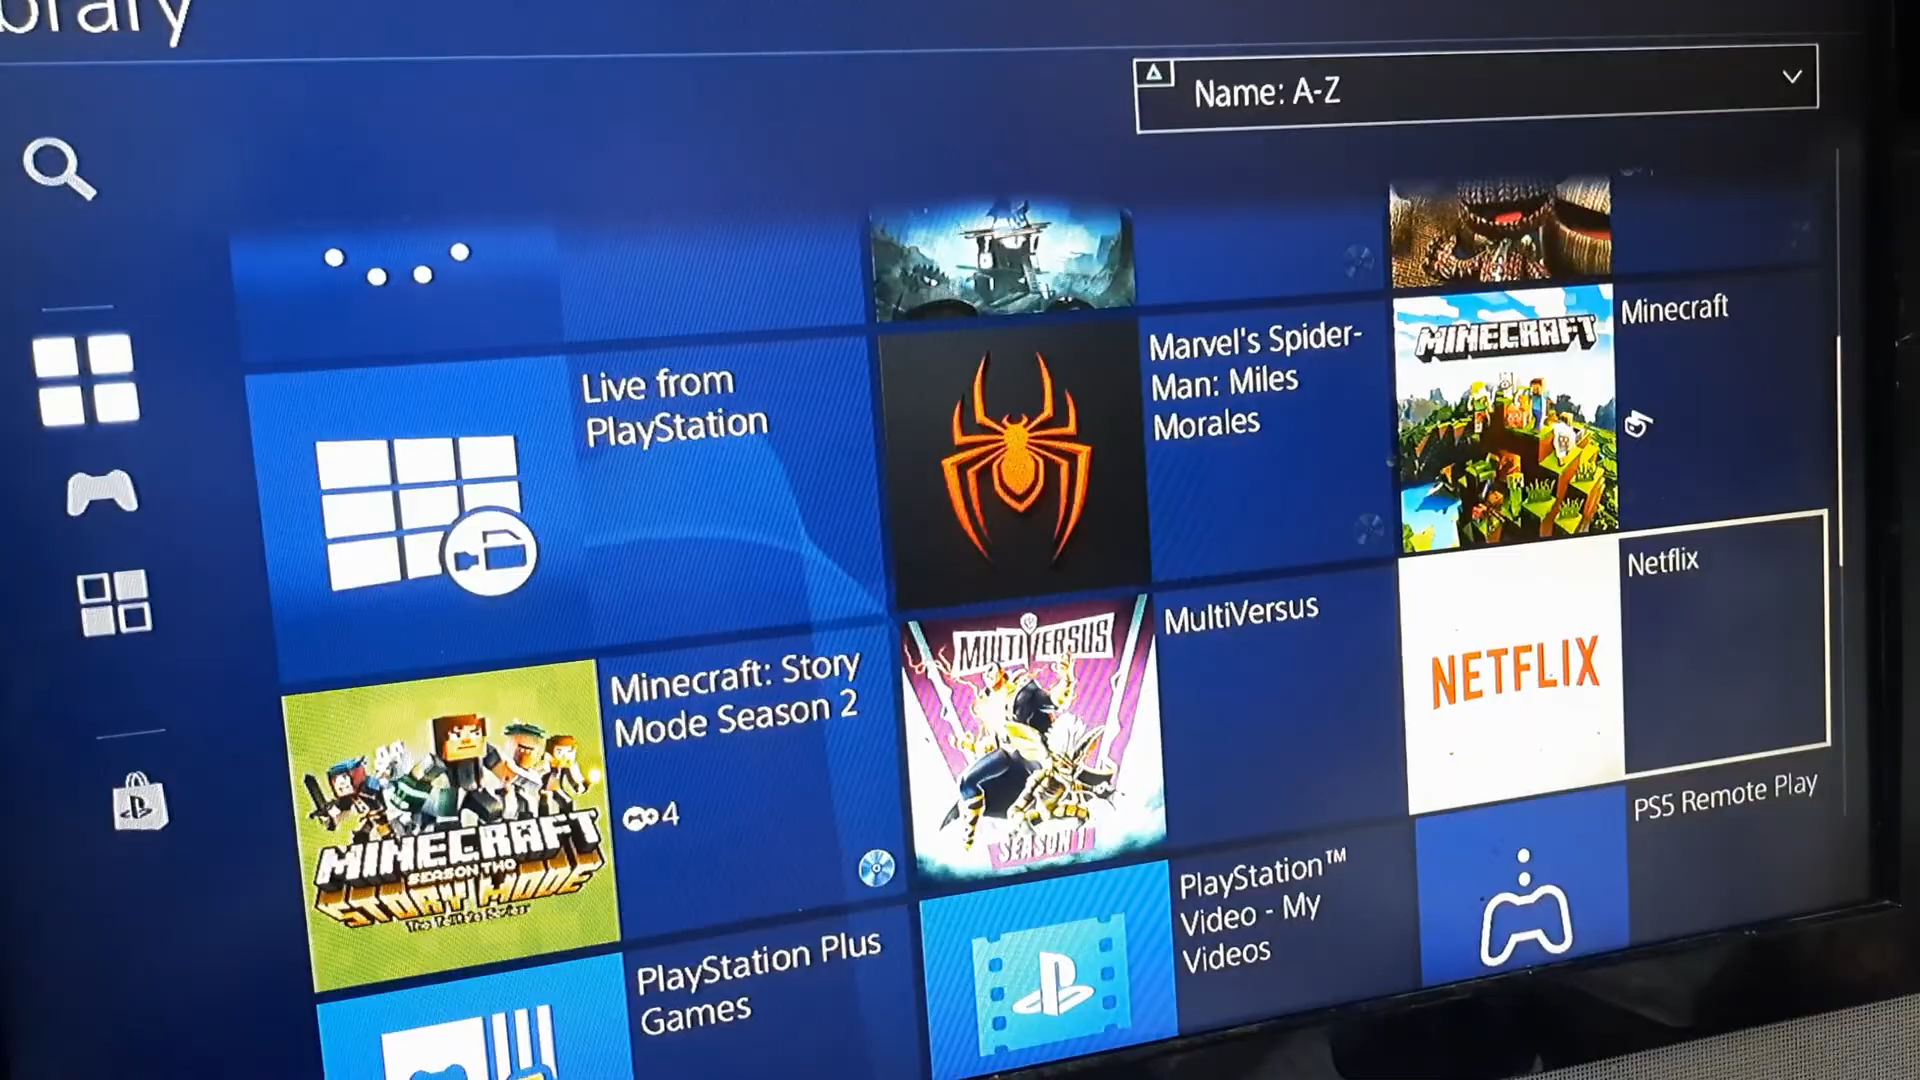 Name: A-Z
Live from
PlayStation
Marvel's Spider-
Man: Miles
Morales
MINECRAFT
Minecraft
Minecraft: Story
Mode Season 2
4
MINECRAFT
SEASON TWO
STORY MODE
MULTIVERSUS
SEASON 1
MultiVersus
NETFLIX
Netflix
PlayStation Plus
Games
PlayStation™
Video - My
Videos
PS5 Remote Play